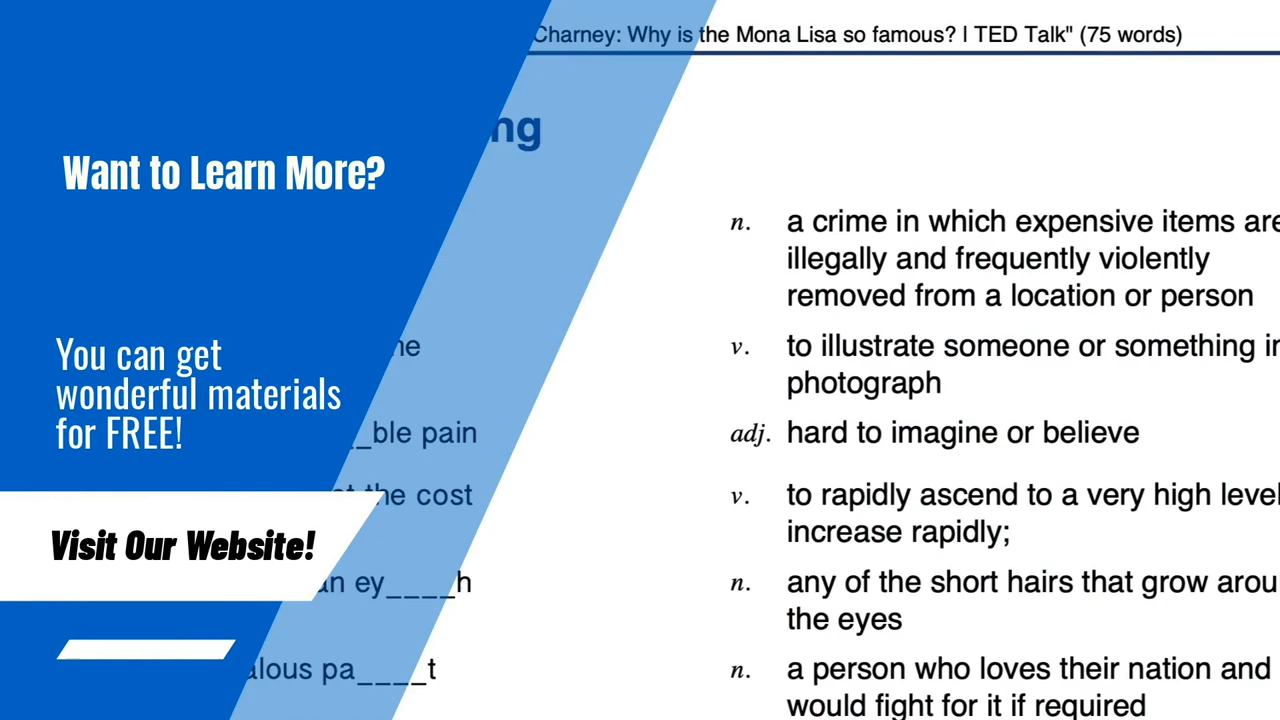 Charney: Why is the Mona Lisa so famous? | TED Talk" (75 words)
ng
Want to Learn More?
You can get
wonderful materials
for FREE!
Visit Our Website!
n. a crime in which expensive items are
illegally and frequently violently
removed from a location or person
he
v. to illustrate someone or something in
photograph
_ble pain
adj. hard to imagine or believe
the cost
v. to rapidly ascend to a very high level
increase rapidly;
an ey____h
n. any of the short hairs that grow arou
the eyes
alous pa____t
n. a person who loves their nation and
would fight for it if required